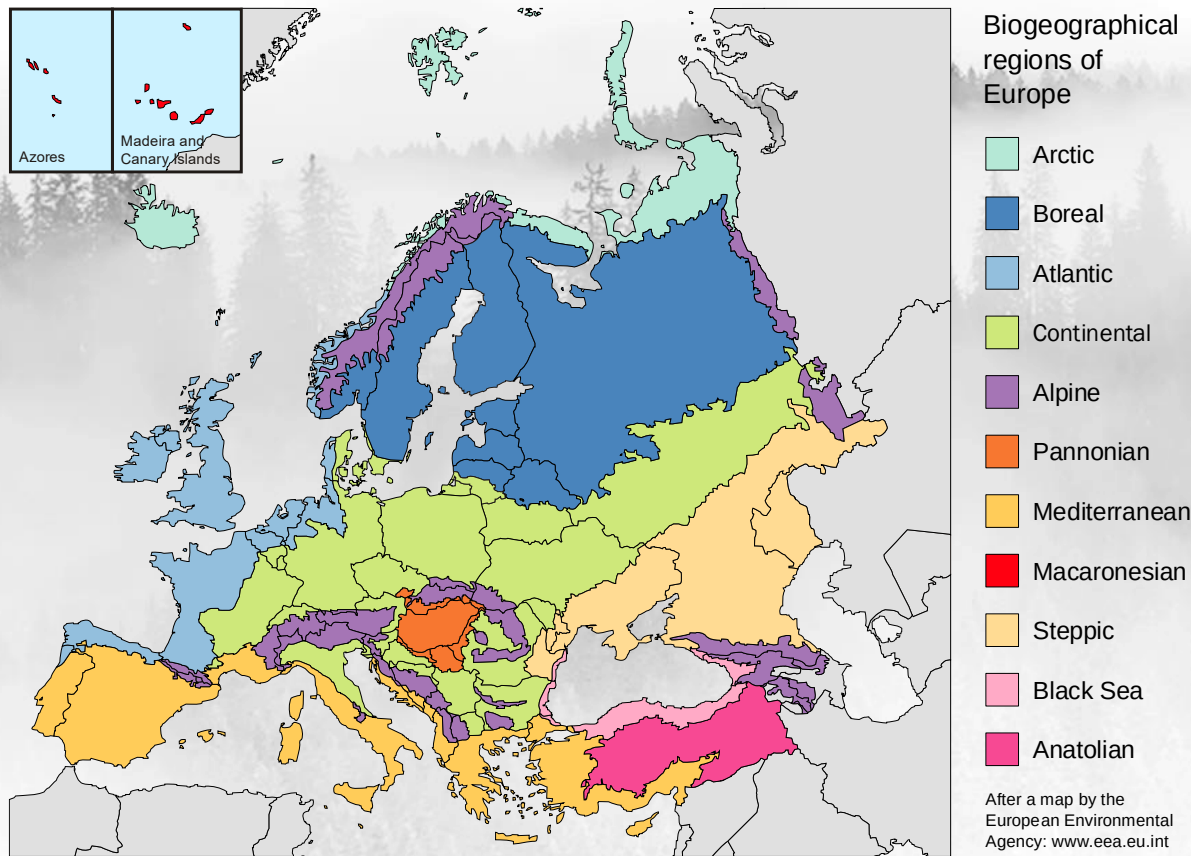 Biogeographical
regions of
Europe
Azores
Madeira and
Canary Islands
Arctic
Boreal
Atlantic
Continental
Alpine
Pannonian
Mediterranean
Macaronesian
Steppic
Black Sea
Anatolian
After a map by the
European Environmental
Agency: www.eea.eu.int